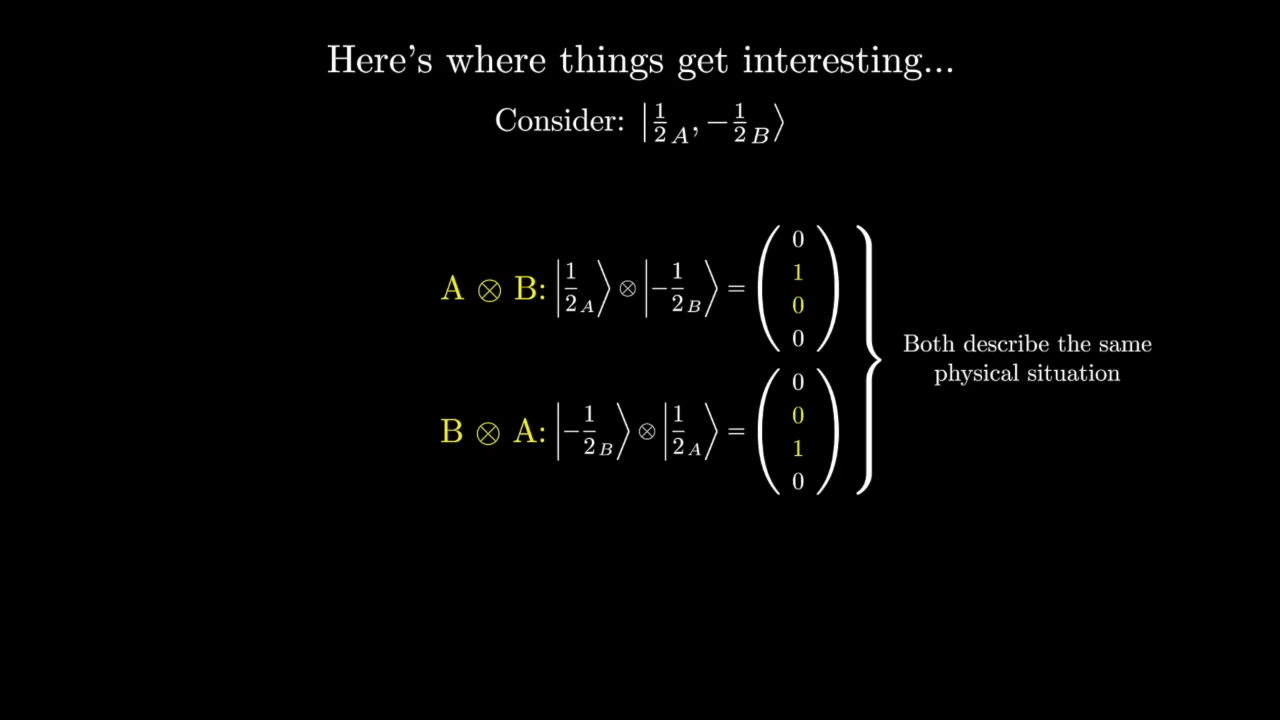 Here's where things get interesting...
Consider: |½_A, −½_B⟩
A ⊗ B: |½_A⟩ ⊗ |−½_B⟩ = (0 1 0 0)
Both describe the same
physical situation
B ⊗ A: |−½_B⟩ ⊗ |½_A⟩ = (0 0 1 0)